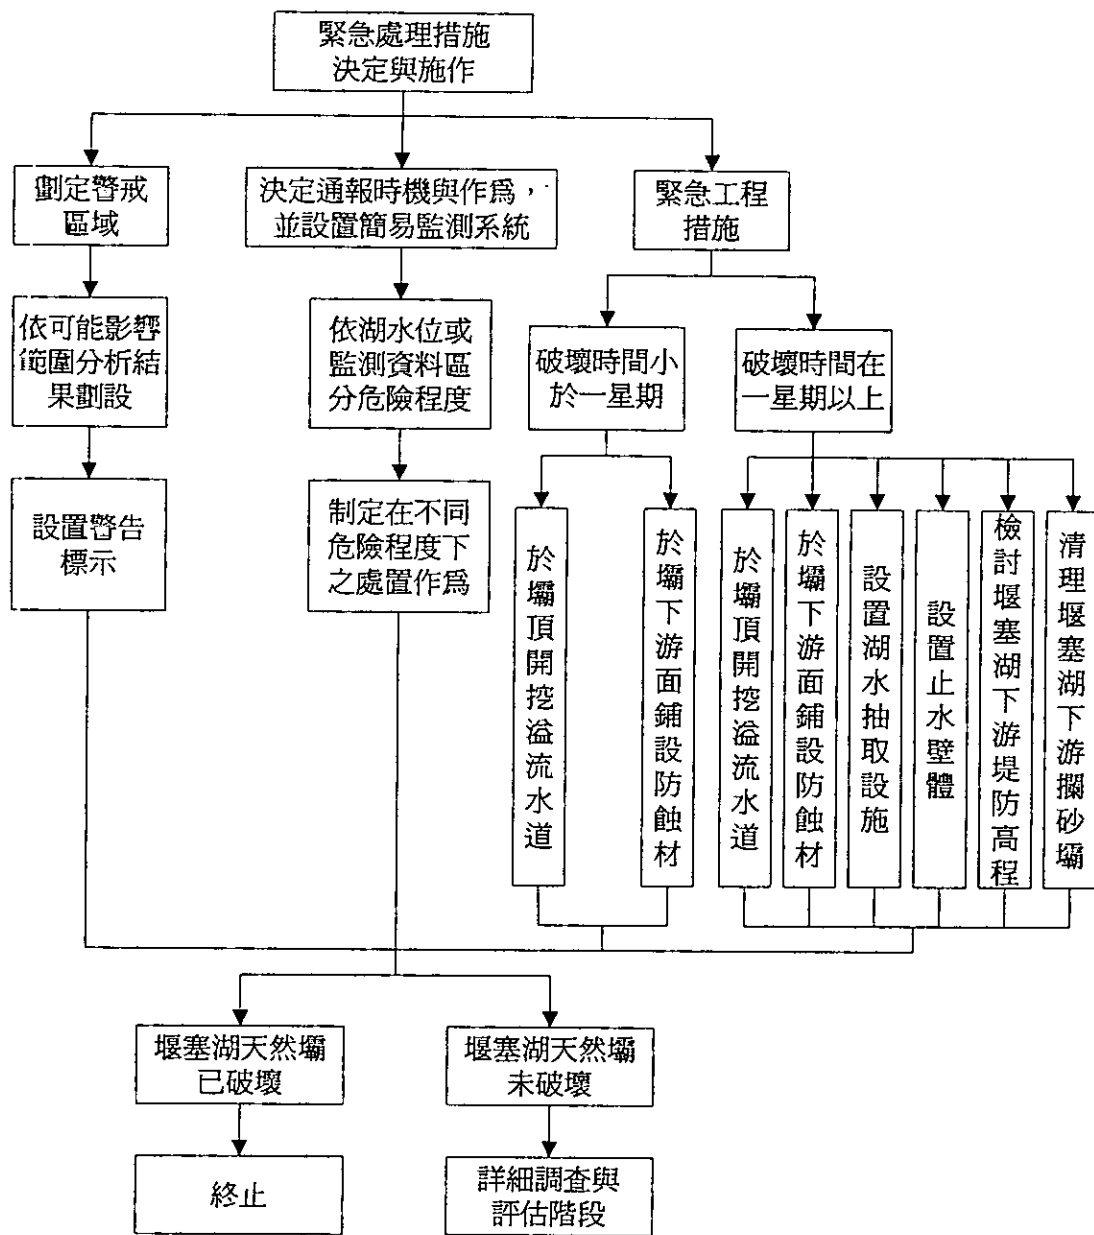 緊急處理措施
決定與施作
劃定警戒
區域
決定通報時機與作爲，
並設置簡易監測系統
緊急工程
措施
依可能影響
範圍分析結
果劃設
依湖水位或
監測資料區
分危險程度
破壞時間小
於一星期
破壞時間在
一星期以上
設置警告
標示
制定在不同
危險程度下
之處置作爲
於壩頂開挖溢流水道
於壩下游面鋪設防蝕材
於壩頂開挖溢流水道
於壩下游面鋪設防蝕材
設置湖水抽取設施
設置止水壁體
檢討堰塞湖下游堤防高程
清理堰塞湖下游攔砂壩
堰塞湖天然壩
已破壞
堰塞湖天然壩
未破壞
終止
詳細調查與
評估階段